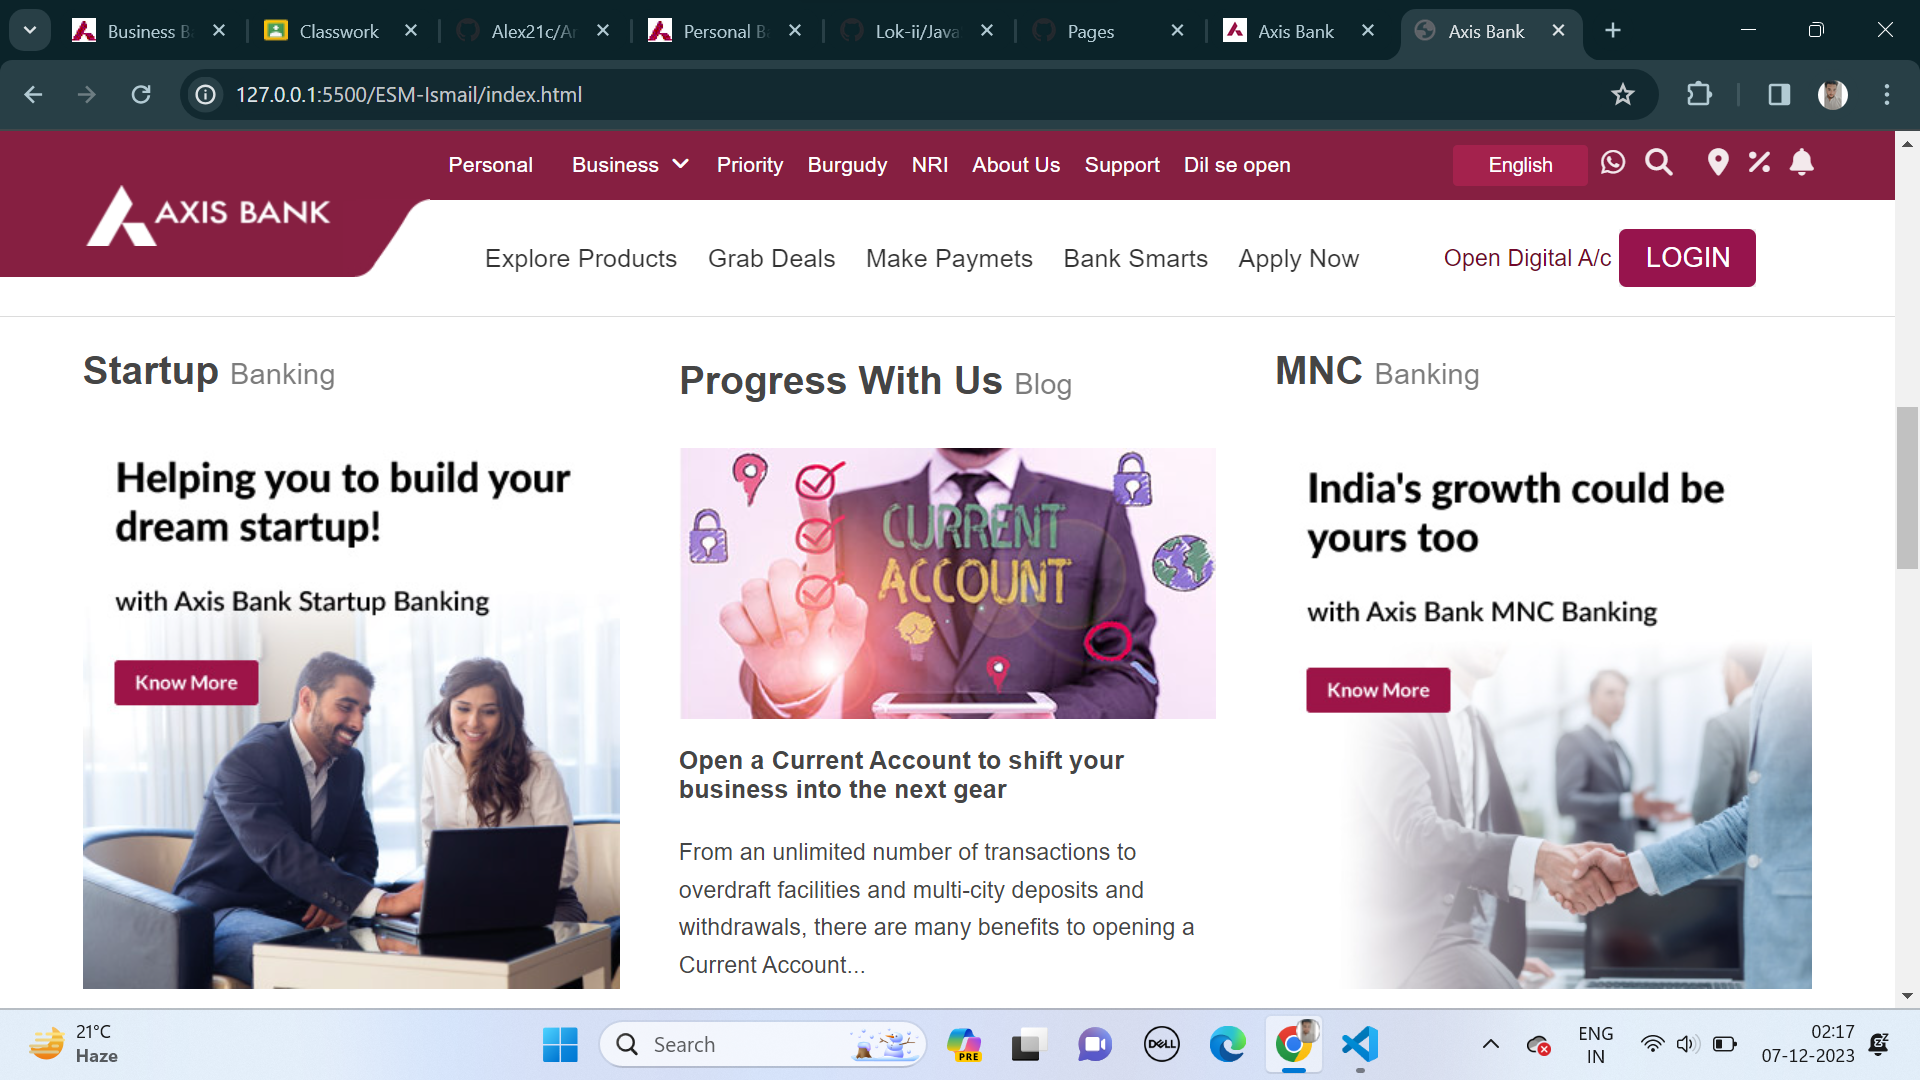 Business B
Classwork
Alex21c/A
Personal Ba
Lok-ii/Java
Pages
Axis Bank
Axis Bank
127.0.0.1:5500/ESM-Ismail/index.html
Personal Business Priority Burgudy NRI About Us Support Dil se open English
AXIS BANK
Explore Products Grab Deals Make Paymets Bank Smarts Apply Now Open Digital A/c LOGIN
Startup Banking
Helping you to build your
dream startup!
with Axis Bank Startup Banking
Know More
Progress With Us Blog
CURRENT
ACCOUNT
Open a Current Account to shift your
business into the next gear
From an unlimited number of transactions to
overdraft facilities and multi-city deposits and
withdrawals, there are many benefits to opening a
Current Account...
MNC Banking
India's growth could be
yours too
with Axis Bank MNC Banking
Know More
21°C
Haze
Search
PRE
DELL
ENG
IN
02:17
07-12-2023